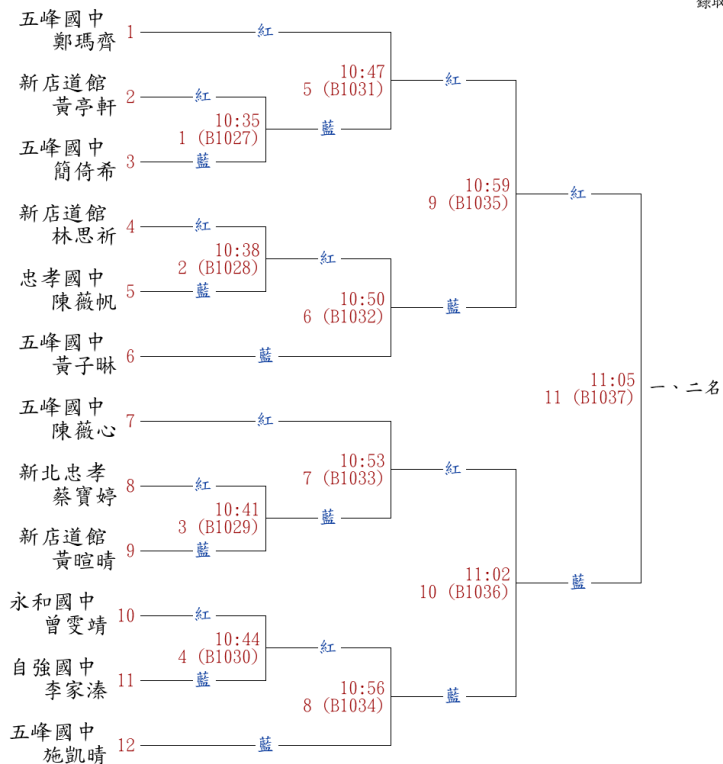 錄取
五峰國中
鄭瑪齊 1 紅
10:47
5 (B1031) 紅
新店道館
黃亭軒 2 紅
10:35
1 (B1027) 藍
五峰國中
簡倚希 3 藍
10:59
9 (B1035) 紅
新店道館
林思祈 4 紅
10:38
2 (B1028) 紅
忠孝國中
陳薇帆 5 藍
10:50
6 (B1032) 藍
五峰國中
黃子晽 6 藍
11:05
11 (B1037) 一、二名
五峰國中
陳薇心 7 紅
10:53
7 (B1033) 紅
新北忠孝
蔡寶婷 8 紅
10:41
3 (B1029) 藍
新店道館
黃暄晴 9 藍
11:02
10 (B1036) 藍
永和國中
曾雯靖 10 紅
10:44
4 (B1030) 紅
自強國中
李家溱 11 藍
10:56
8 (B1034) 藍
五峰國中
施凱晴 12 藍